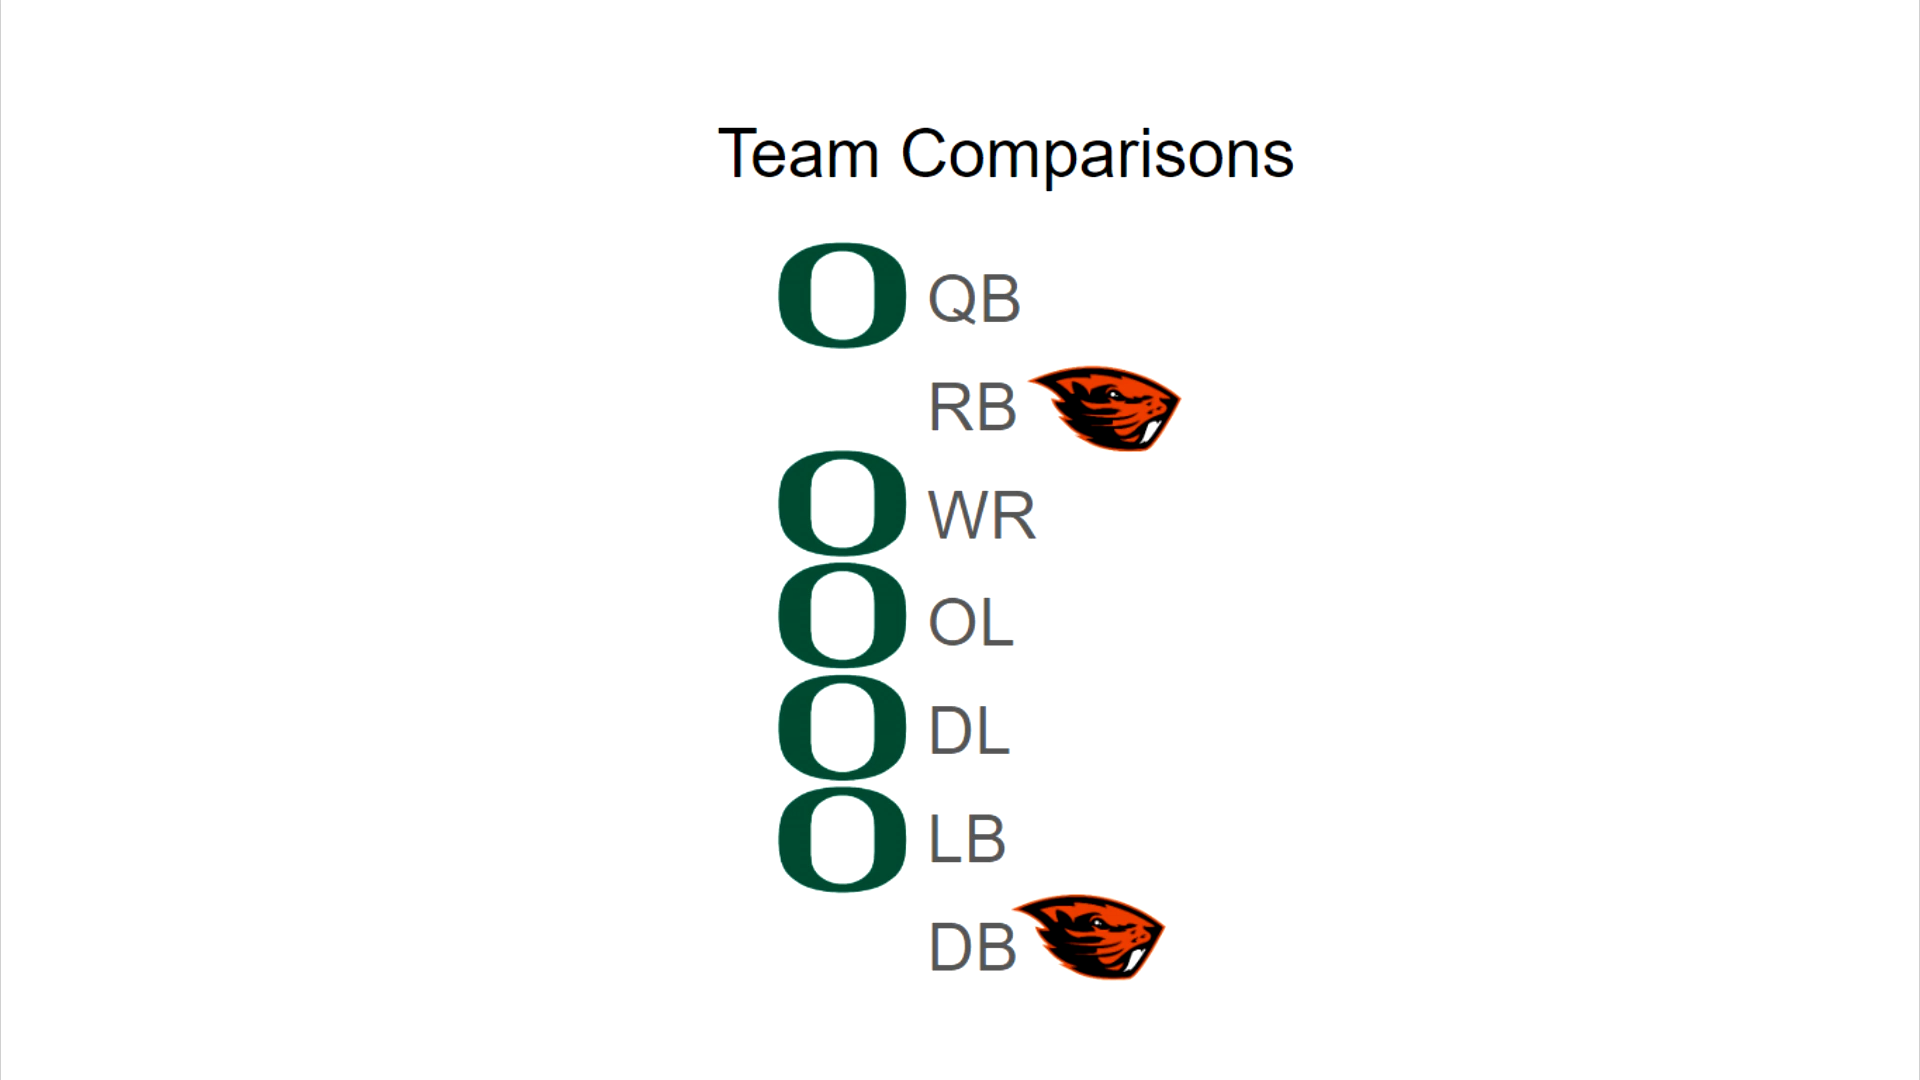 Team Comparisons
O QB
RB
O WR
O OL
O DL
O LB
DB